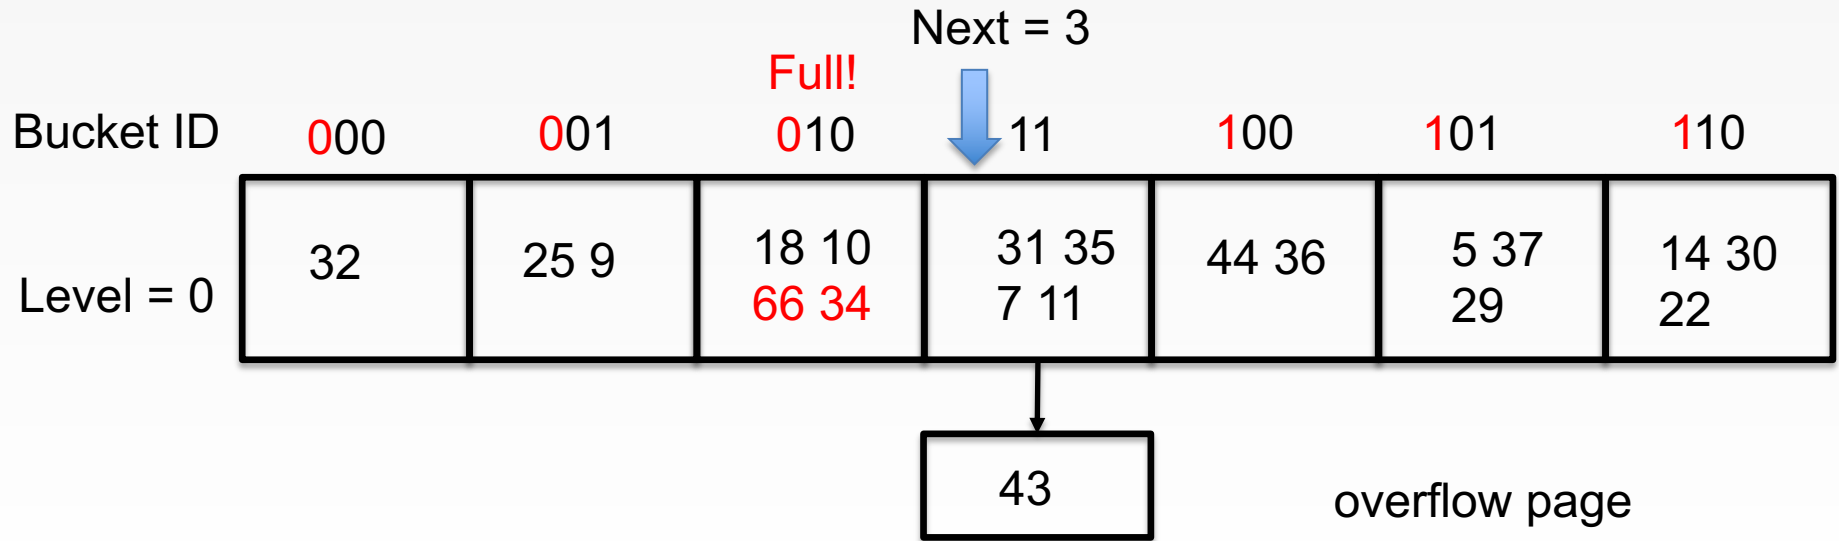 Next = 3
Full!
Bucket ID 000 001 010 11 100 101 110
Level = 0
32
25 9
18 10
66 34
31 35
7 11
44 36
5 37
29
14 30
22
43
overflow page